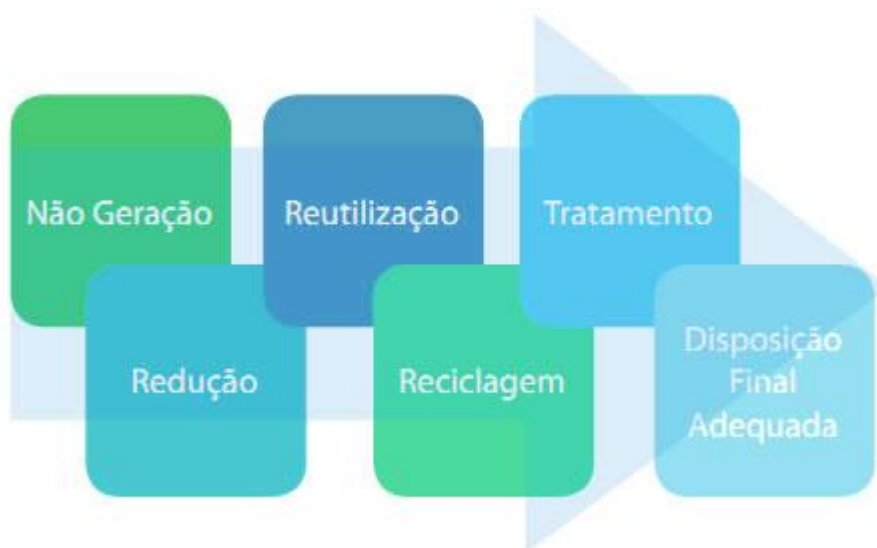 Não Geração
Redução
Reutilização
Reciclagem
Tratamento
Disposição
Final
Adequada